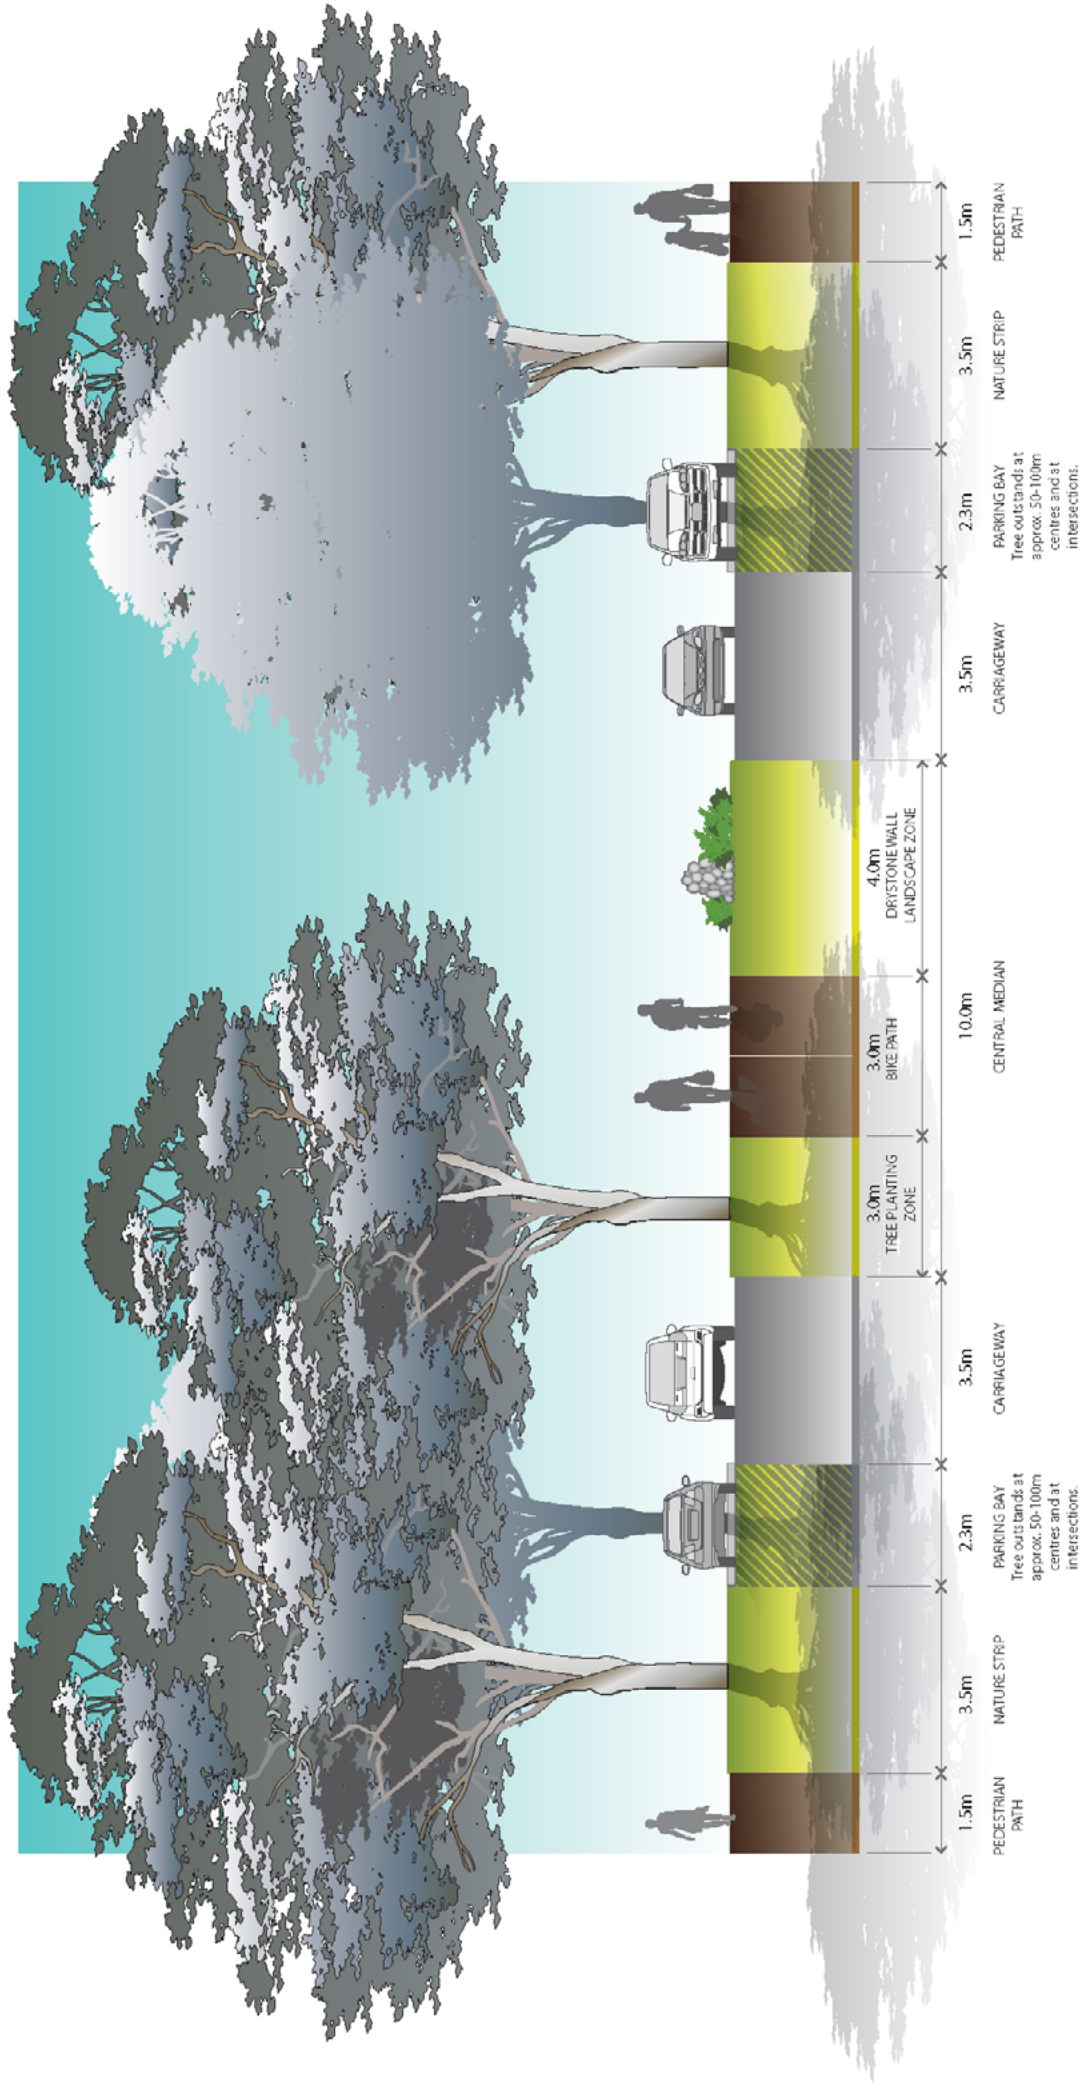 1.5m
PEDESTRIAN
PATH
3.5m
NATURE STRIP
2.3m
PARKING BAY
Tree outstands at
approx. 50-100m
centres and at
intersections.
3.5m
CARRIAGEWAY
3.0m
TREE PLANTING
ZONE
3.0m
BIKE PATH
4.0m
DRYSTONE WALL
LANDSCAPE ZONE
10.0m
CENTRAL MEDIAN
3.5m
CARRIAGEWAY
2.3m
PARKING BAY
Tree outstands at
approx. 50-100m
centres and at
intersections.
3.5m
NATURE STRIP
1.5m
PEDESTRIAN
PATH